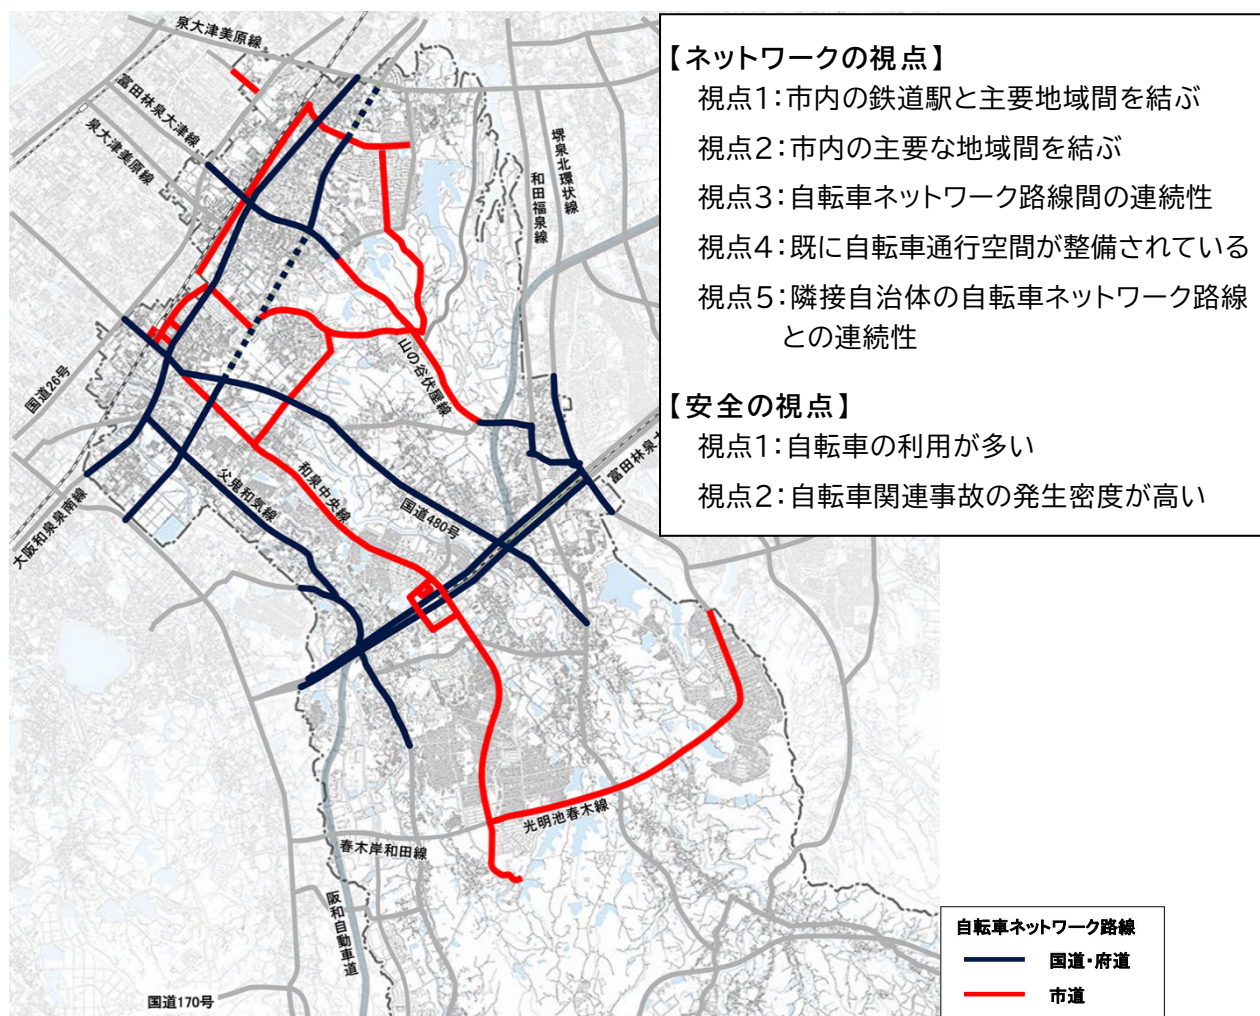 泉大津美原線
富田林泉大津線
泉大津美原線
堺泉北環状線
和田福泉線
国道26号
山の谷伏屋線
富田林泉大
大阪和泉泉南線
父鬼和気線
和泉中央線
国道480号
光明池春木線
春木岸和田線
阪和自動車道
国道170号
【ネットワークの視点】
視点1:市内の鉄道駅と主要地域間を結ぶ
視点2:市内の主要な地域間を結ぶ
視点3:自転車ネットワーク路線間の連続性
視点4:既に自転車通行空間が整備されている
視点5:隣接自治体の自転車ネットワーク路線
との連続性
【安全の視点】
視点1:自転車の利用が多い
視点2:自転車関連事故の発生密度が高い
自転車ネットワーク路線
国道・府道
市道